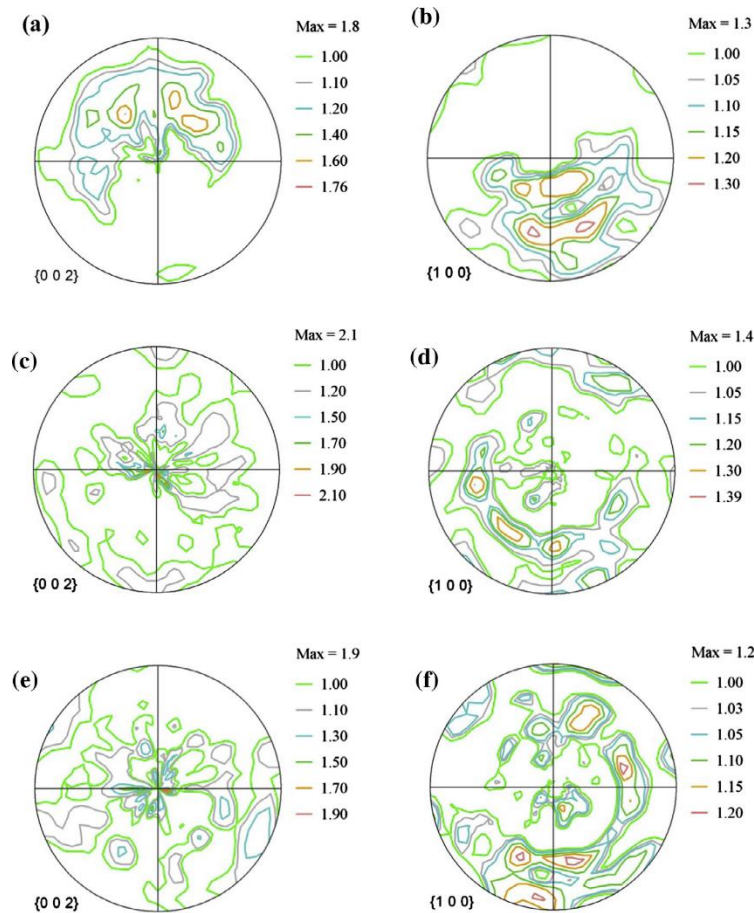 (a)
Max = 1.8
1.00
1.10
1.20
1.40
1.60
1.76
{0 0 2}
(b)
Max = 1.3
1.00
1.05
1.10
1.15
1.20
1.30
{1 0 0}
(c)
Max = 2.1
1.00
1.20
1.50
1.70
1.90
2.10
{0 0 2}
(d)
Max = 1.4
1.00
1.05
1.15
1.20
1.30
1.39
{1 0 0}
(e)
Max = 1.9
1.00
1.10
1.30
1.50
1.70
1.90
{0 0 2}
(f)
Max = 1.2
1.00
1.03
1.05
1.10
1.15
1.20
{1 0 0}